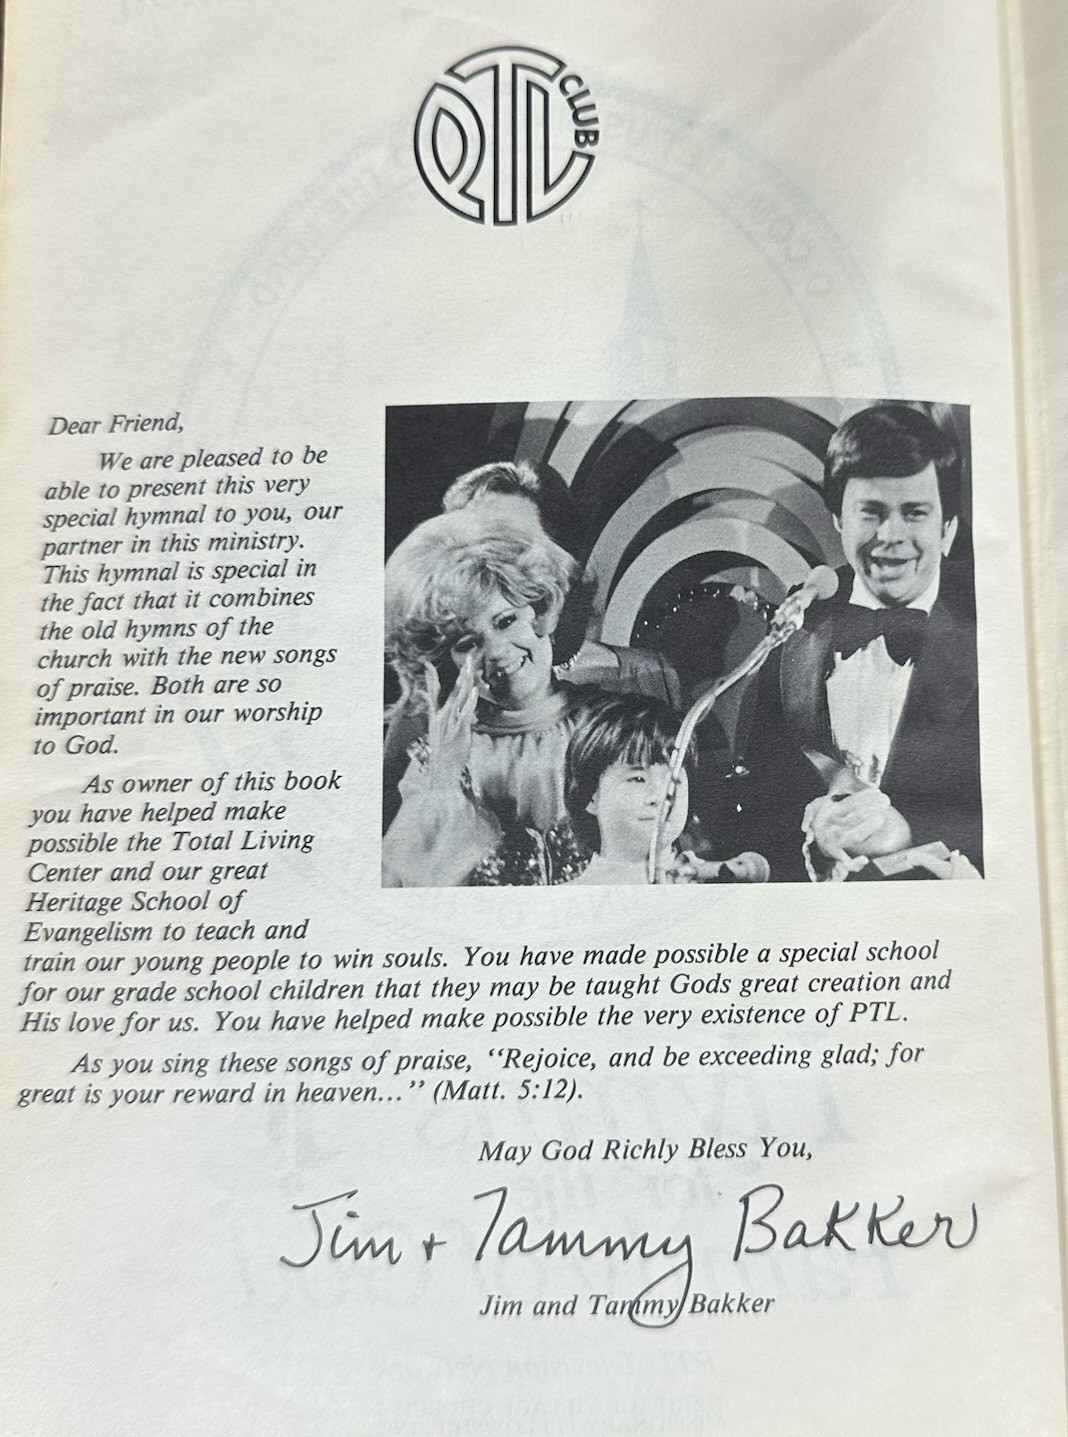 PTL CLUB
Dear Friend,
We are pleased to be
able to present this very
special hymnal to you, our
partner in this ministry.
This hymnal is special in
the fact that it combines
the old hymns of the
church with the new songs
of praise. Both are so
important in our worship
to God.
As owner of this book
you have helped make
possible the Total Living
Center and our great
Heritage School of
Evangelism to teach and
train our young people to win souls. You have made possible a special school
for our grade school children that they may be taught Gods great creation and
His love for us. You have helped make possible the very existence of PTL.
As you sing these songs of praise, “Rejoice, and be exceeding glad; for
great is your reward in heaven...” (Matt. 5:12).
May God Richly Bless You,
Jim + Tammy Bakker
Jim and Tammy Bakker